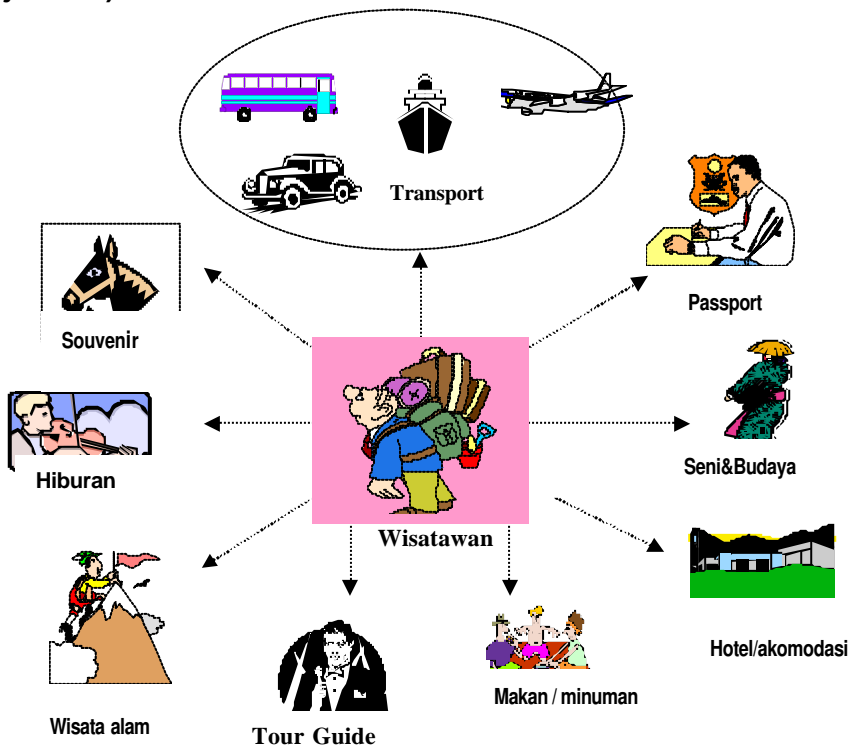 Transport
Passport
Souvenir
Seni&Budaya
Hiburan
Wisatawan
Hotel/akomodasi
Makan / minuman
Wisata alam
Tour Guide